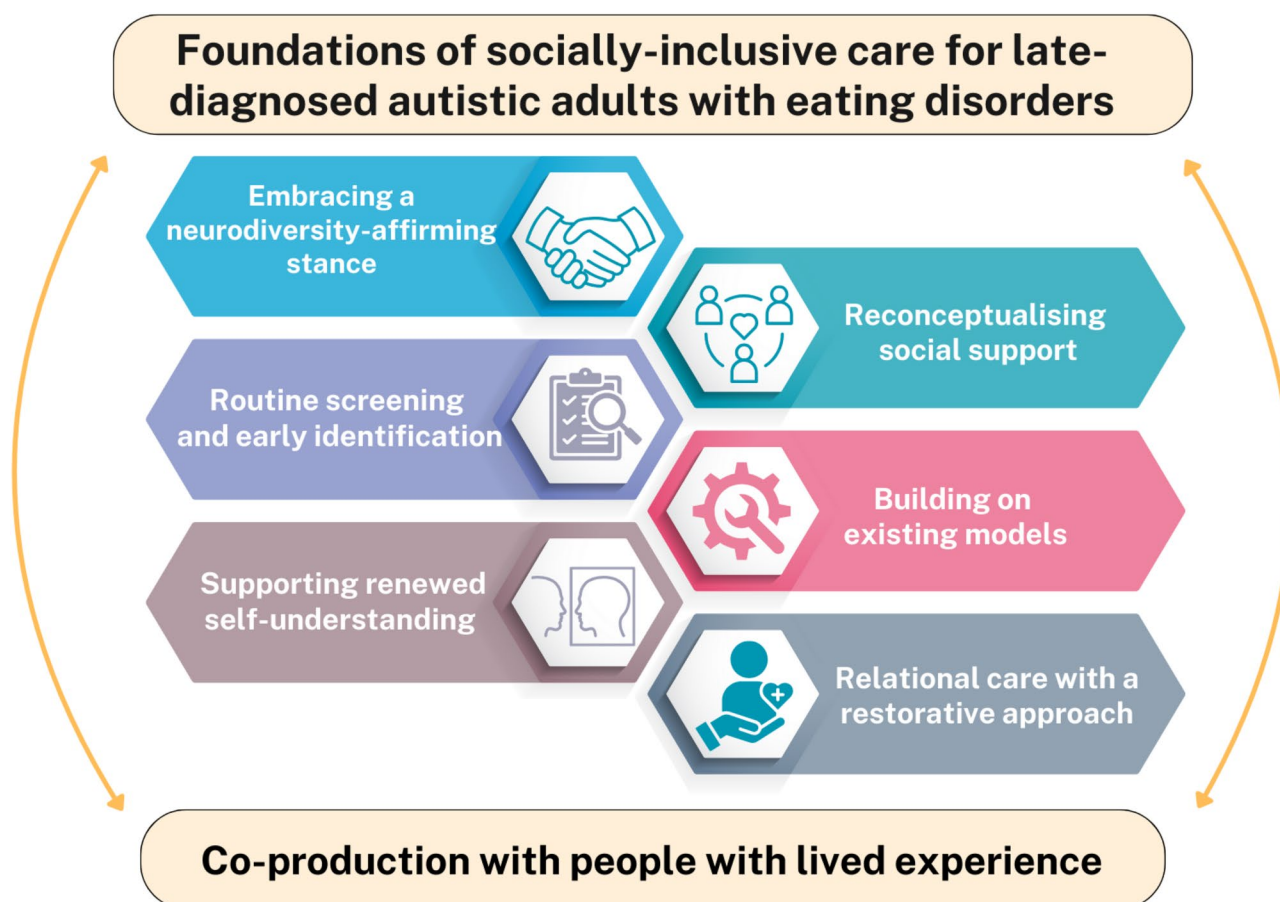 Foundations of socially-inclusive care for late-
diagnosed autistic adults with eating disorders
Embracing a
neurodiversity-affirming
stance
Reconceptualising
social support
Routine screening
and early identification
Building on
existing models
Supporting renewed
self-understanding
Relational care with a
restorative approach
Co-production with people with lived experience